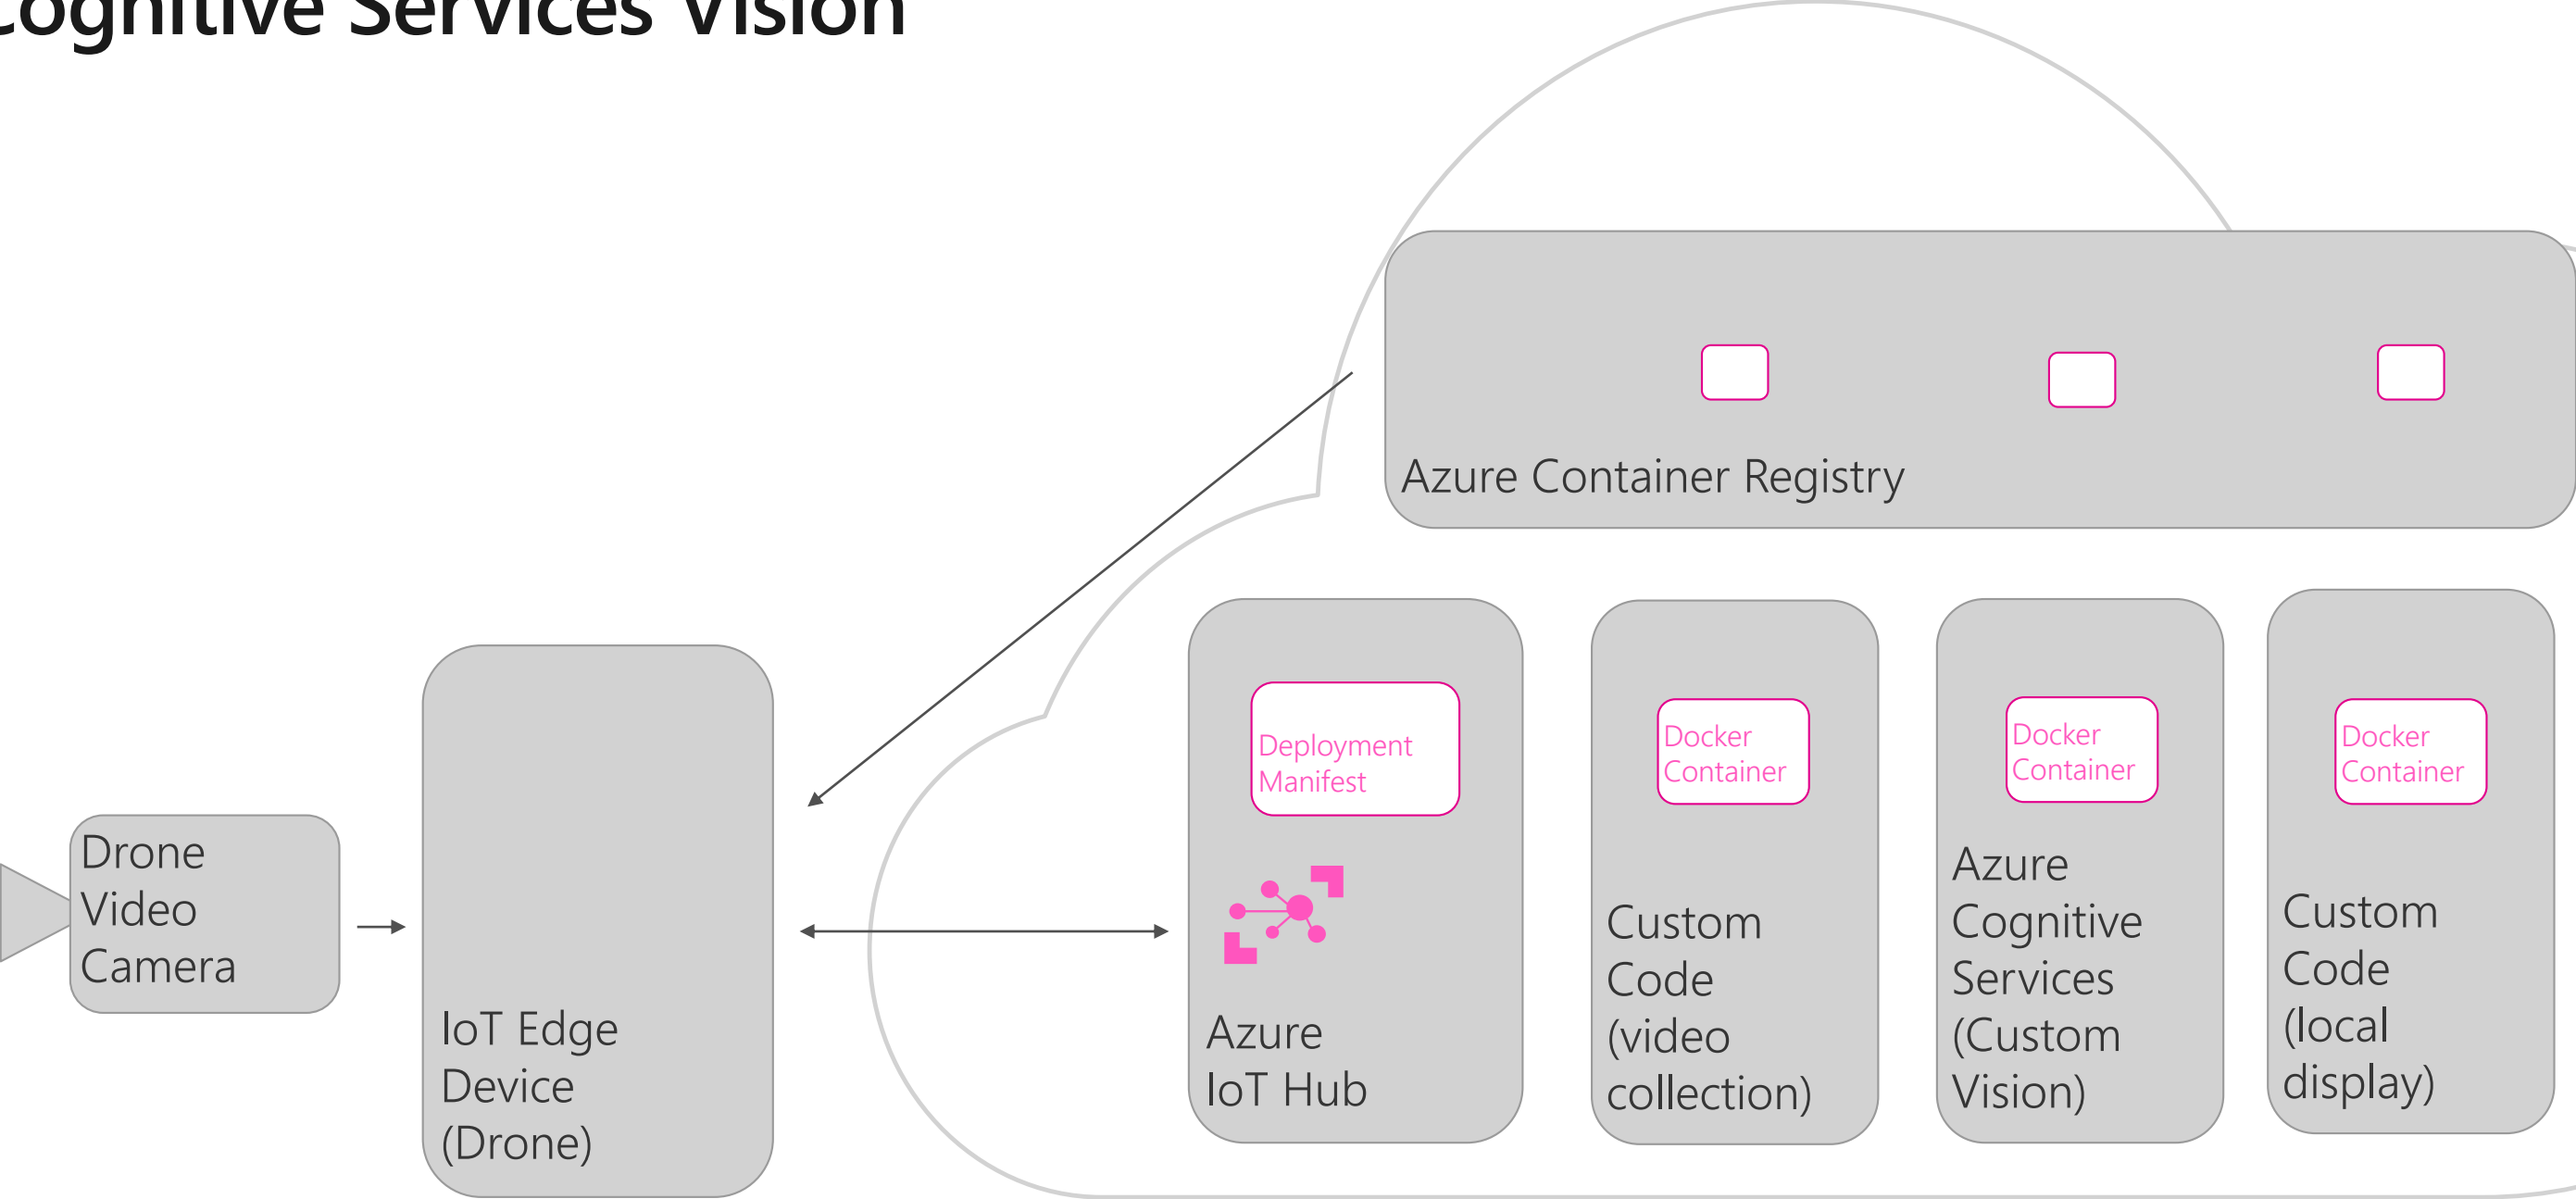 ognitive Services Vision
Azure Container Registry
Drone
Video
Camera
IoT Edge
Device
(Drone)
Deployment
Manifest
Azure
IoT Hub
Docker
Container
Custom
Code
(video
collection)
Docker
Container
Azure
Cognitive
Services
(Custom
Vision)
Docker
Container
Custom
Code
(local
display)